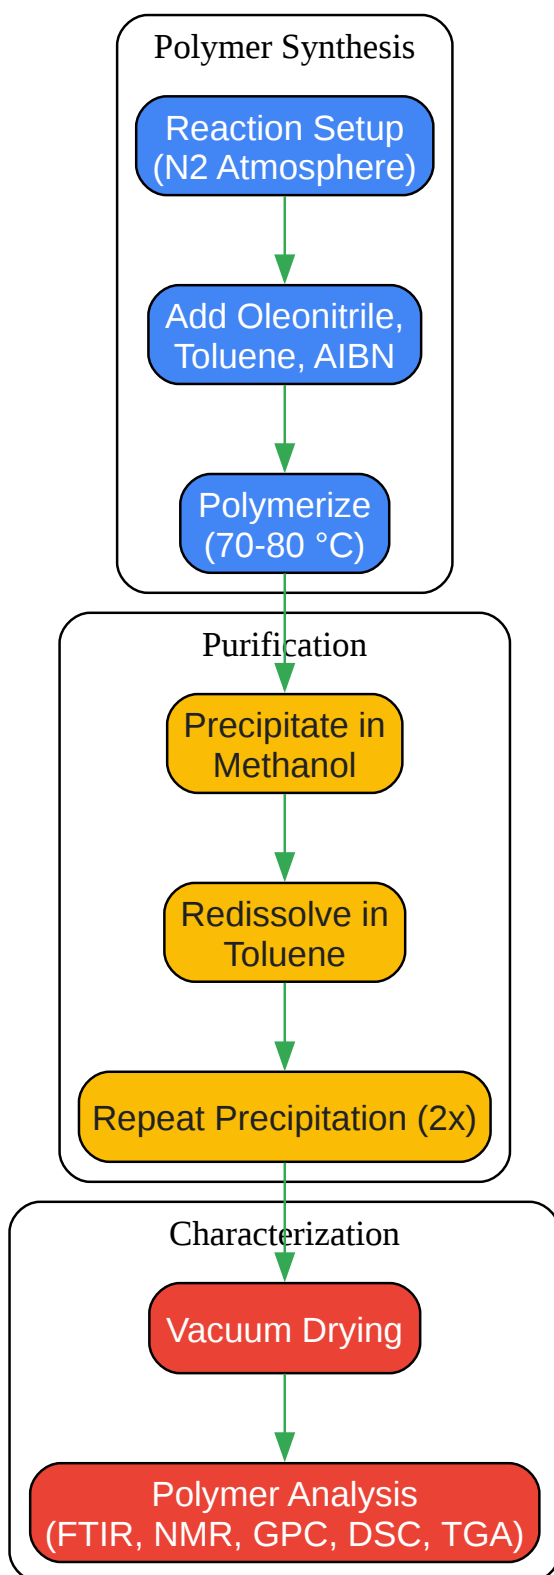 Polymer Synthesis
Reaction Setup
(N2 Atmosphere)
Add Oleonitrile,
Toluene, AIBN
Polymerize
(70-80 °C)
Purification
Precipitate in
Methanol
Redissolve in
Toluene
Repeat Precipitation (2x)
Characterization
Vacuum Drying
Polymer Analysis
(FTIR, NMR, GPC, DSC, TGA)